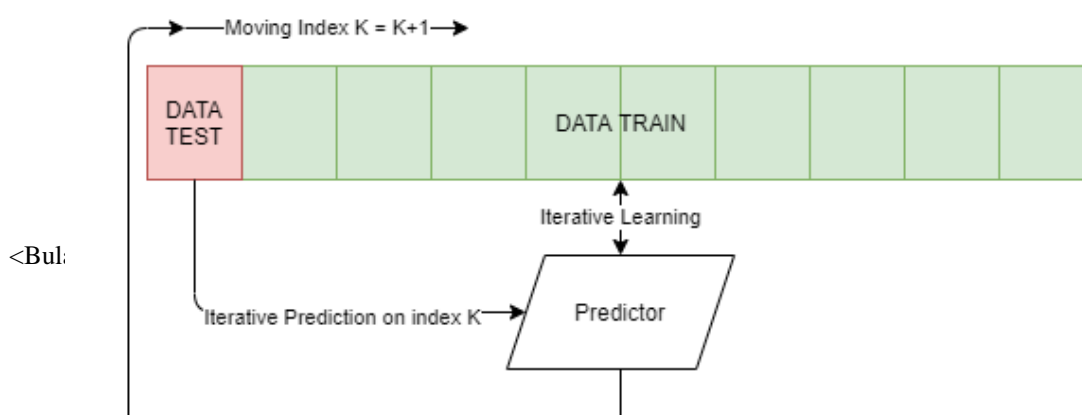 Moving Index K = K+1
DATA
TEST
DATA TRAIN
Iterative Learning
Predictor
Iterative Prediction on index K